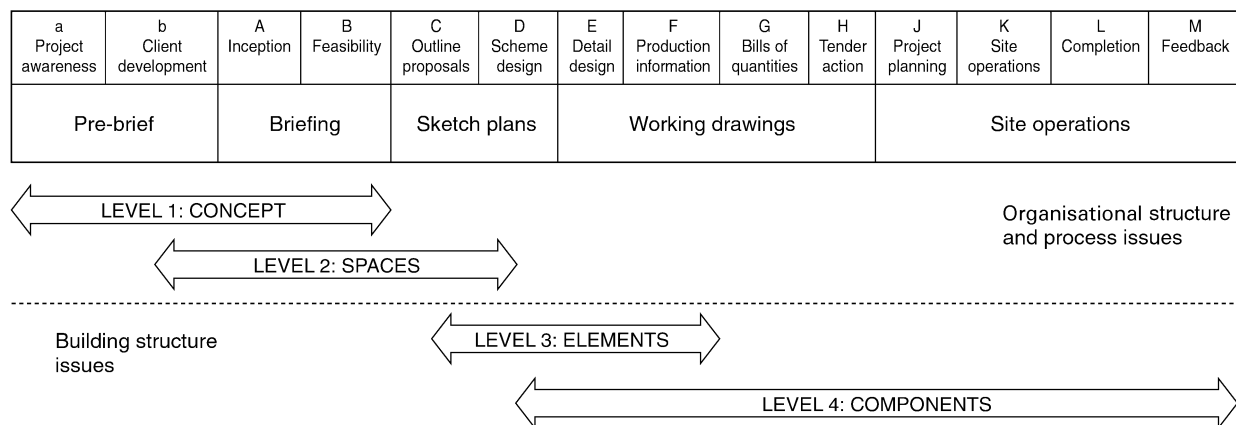 a b A B C D E F G H J K L M
Project Client Inception Feasibility Outline Scheme Detail Production Bills of Tender Project Site Completion Feedback
awareness development proposals design design information quantities action planning operations
Pre-brief Briefing Sketch plans Working drawings Site operations
LEVEL 1: CONCEPT
Organisational structure
and process issues
LEVEL 2: SPACES
Building structure
issues
LEVEL 3: ELEMENTS
LEVEL 4: COMPONENTS